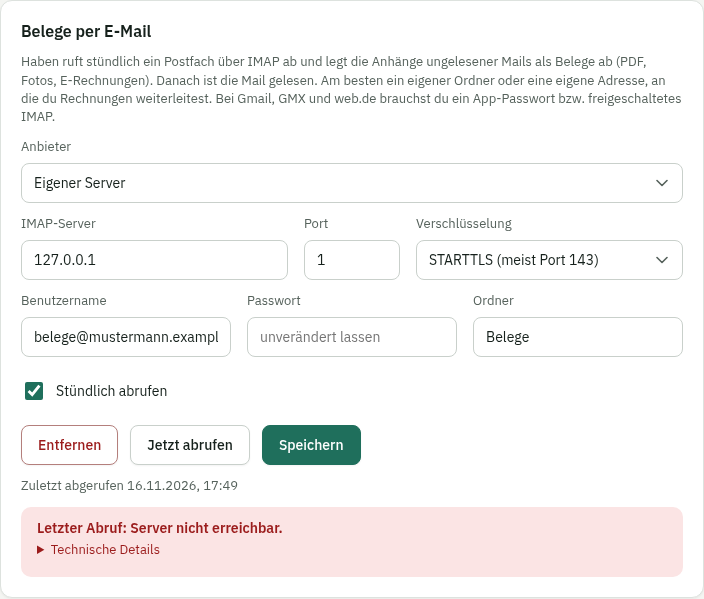 Belege per E-Mail
Haben ruft stündlich ein Postfach über IMAP ab und legt die Anhänge ungelesener Mails als Belege ab (PDF,
Fotos, E-Rechnungen). Danach ist die Mail gelesen. Am besten ein eigener Ordner oder eine eigene Adresse, an
die du Rechnungen weiterleitest. Bei Gmail, GMX und web.de brauchst du ein App-Passwort bzw. freigeschaltetes
IMAP.
Anbieter
Eigener Server
IMAP-Server Port Verschlüsselung
127.0.0.1 1 STARTTLS (meist Port 143)
Benutzername Passwort Ordner
belege@mustermann.exampl unverändert lassen Belege
Stündlich abrufen
Entfernen Jetzt abrufen Speichern
Zuletzt abgerufen 16.11.2026, 17:49
Letzter Abruf: Server nicht erreichbar.
Technische Details